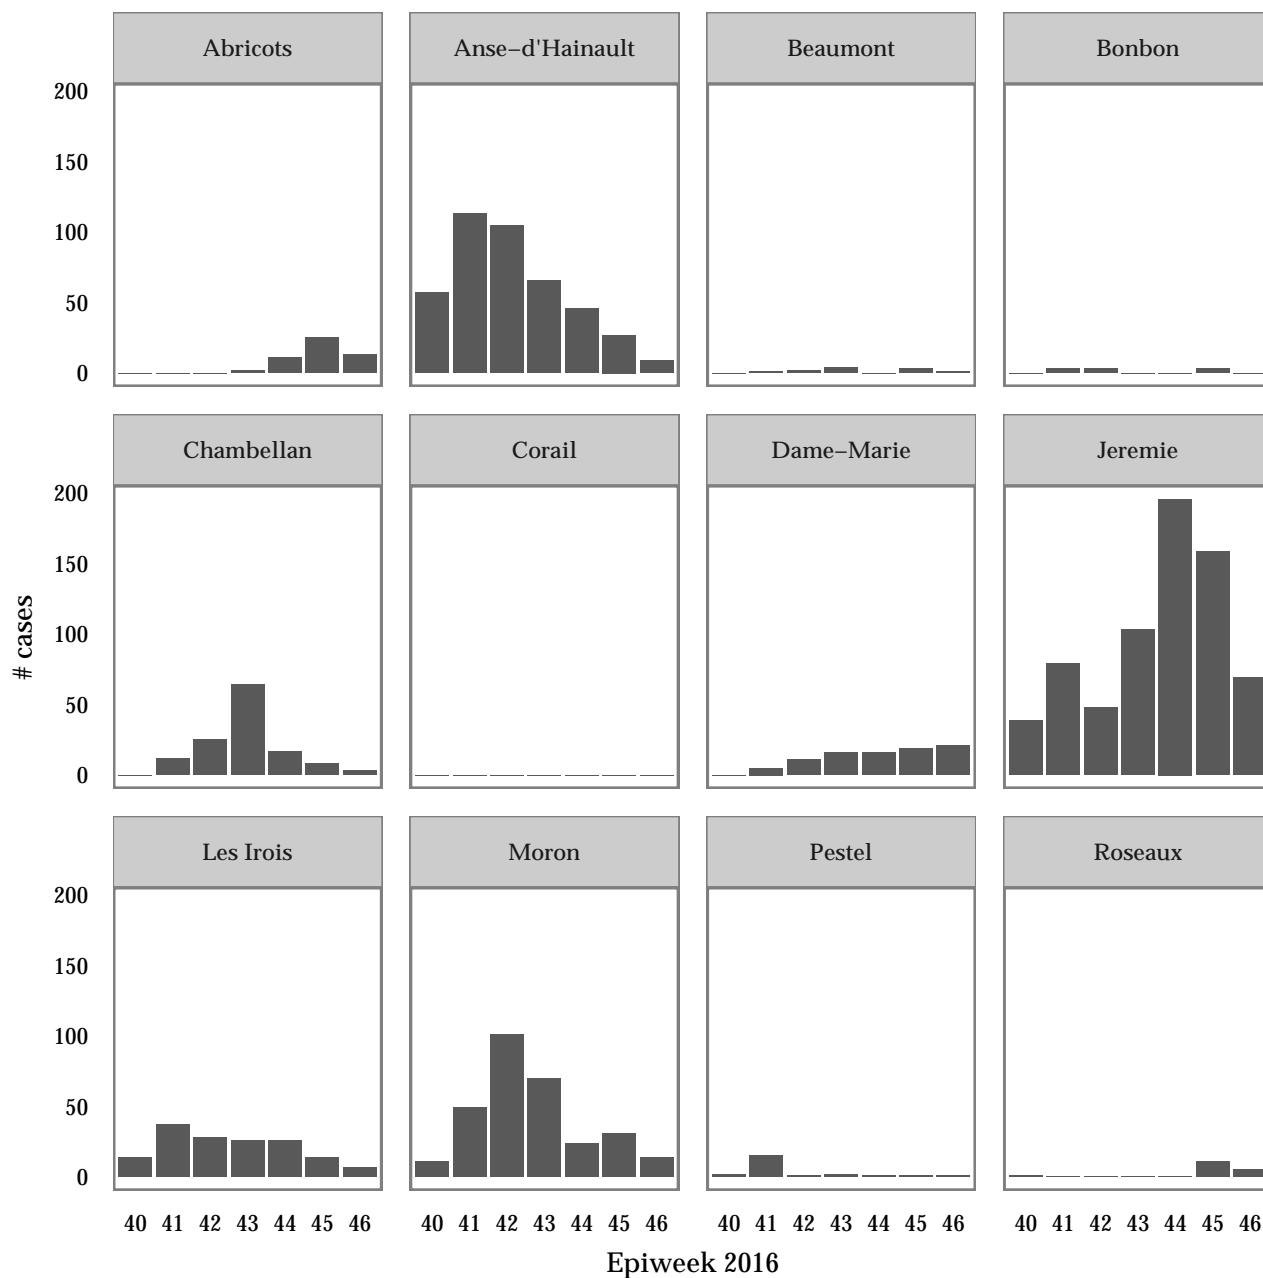 Abricots Anse–d'Hainault Beaumont Bonbon
200
150
100
50
0
Chambellan Corail Dame–Marie Jeremie
200
150
100
50
0
# cases
Les Irois Moron Pestel Roseaux
200
150
100
50
0
40 41 42 43 44 45 46 40 41 42 43 44 45 46 40 41 42 43 44 45 46 40 41 42 43 44 45 46
Epiweek 2016